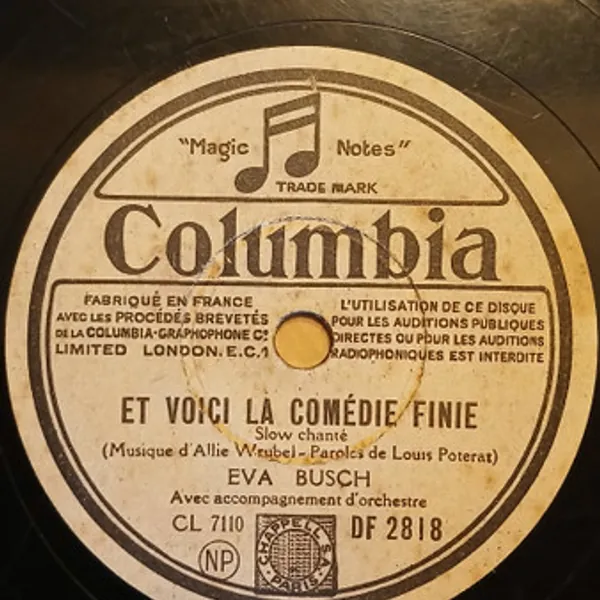 "Magic Notes"
TRADE MARK
Columbia
FABRIQUÉ EN FRANCE
AVEC LES PROCÉDÉS BREVETÉS
DE LA COLUMBIA-GRAPHOPHONE Cº
LIMITED LONDON. E.C.1
L'UTILISATION DE CE DISQUE
POUR LES AUDITIONS PUBLIQUES
DIRECTES OU POUR LES AUDITIONS
RADIOPHONIQUES EST INTERDITE
ET VOICI LA COMÉDIE FINIE
Slow chanté
(Musique d'Allie Wrubel - Paroles de Louis Poterat)
EVA BUSCH
Avec accompagnement d'orchestre
CL 7110
DF 2818
NP
CHAPPELL S.A.
PARIS